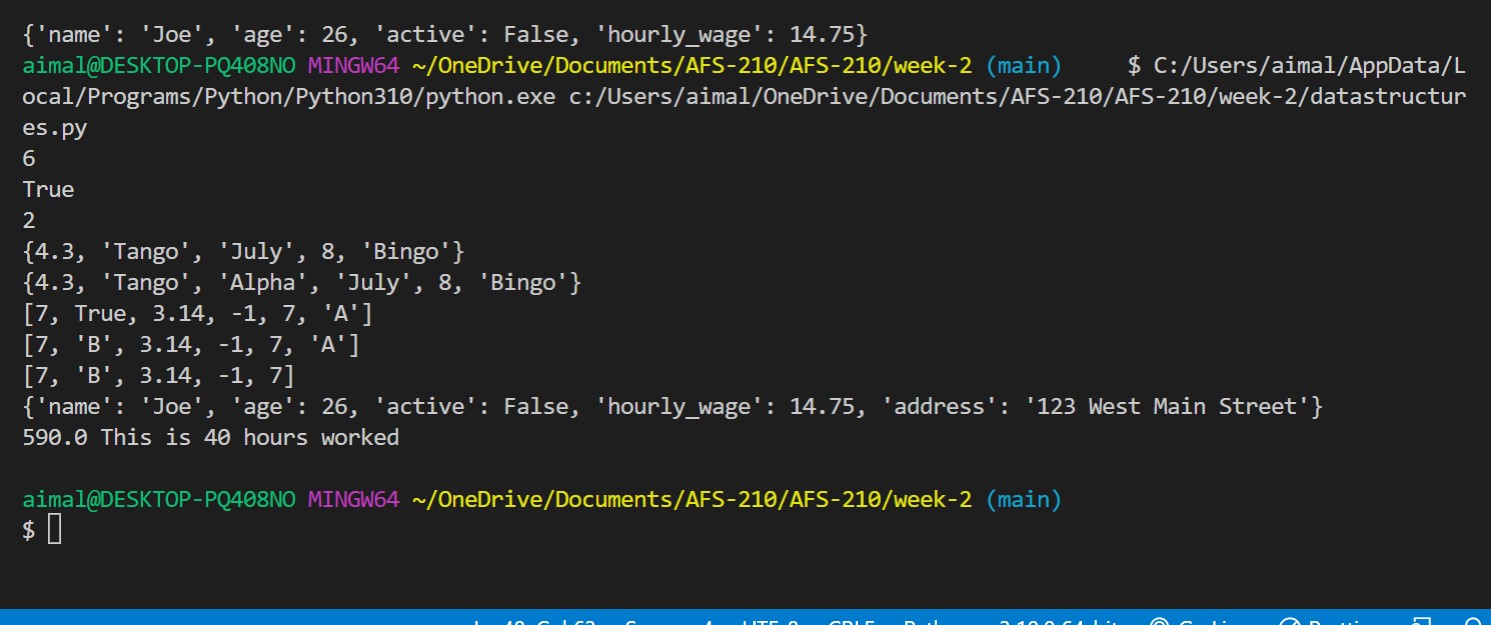 {'name': 'Joe', 'age': 26, 'active': False, 'hourly_wage': 14.75}
aimal@DESKTOP-PQ408NO MINGW64 ~/OneDrive/Documents/AFS-210/AFS-210/week-2 (main)     $ C:/Users/aimal/AppData/L
ocal/Programs/Python/Python310/python.exe c:/Users/aimal/OneDrive/Documents/AFS-210/AFS-210/week-2/datastructur
es.py
6
True
2
{4.3, 'Tango', 'July', 8, 'Bingo'}
{4.3, 'Tango', 'Alpha', 'July', 8, 'Bingo'}
[7, True, 3.14, -1, 7, 'A']
[7, 'B', 3.14, -1, 7, 'A']
[7, 'B', 3.14, -1, 7]
{'name': 'Joe', 'age': 26, 'active': False, 'hourly_wage': 14.75, 'address': '123 West Main Street'}
590.0 This is 40 hours worked
aimal@DESKTOP-PQ408NO MINGW64 ~/OneDrive/Documents/AFS-210/AFS-210/week-2 (main)
$